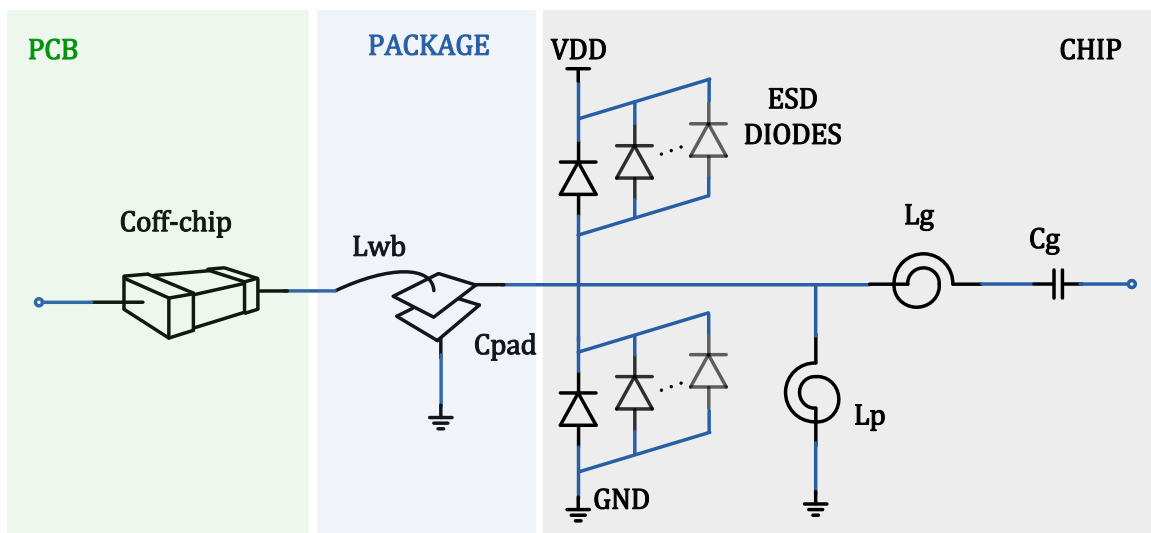 PCB
PACKAGE
VDD
CHIP
ESD
DIODES
Coff-chip
Lwb
Lg
Cg
Cpad
Lp
GND